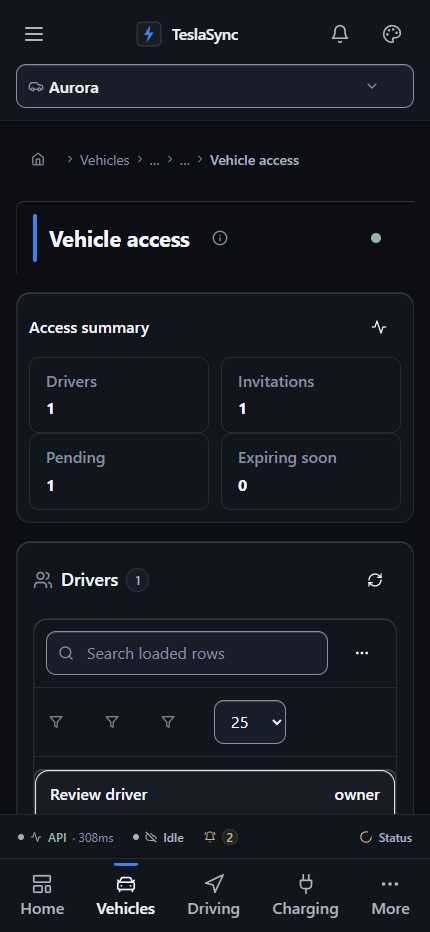 TeslaSync
Aurora
Vehicles ... ... Vehicle access
Vehicle access
Access summary
Drivers
1
Invitations
1
Pending
1
Expiring soon
0
Drivers 1
Search loaded rows
25
Review driver owner
API · 308ms Idle 2 Status
Home Vehicles Driving Charging More